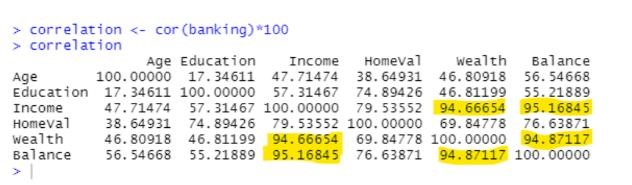 > correlation <- cor(banking)*100
> correlation
Age Education Income HomeVal Wealth Balance
Age 100.00000 17.34611 47.71474 38.64931 46.80918 56.54668
Education 17.34611 100.00000 57.31467 74.89426 46.81199 55.21889
Income 47.71474 57.31467 100.00000 79.53552 94.66654 95.16845
HomeVal 38.64931 74.89426 79.53552 100.00000 69.84778 76.63871
Wealth 46.80918 46.81199 94.66654 69.84778 100.00000 94.87117
Balance 56.54668 55.21889 95.16845 76.63871 94.87117 100.00000
>